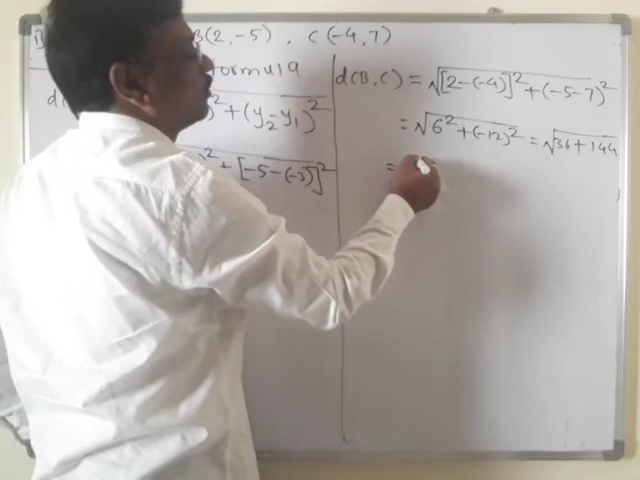 B(2,-5) , C(-4,7)
formula
d(
)² + (y₂-y₁)²
² + [-5-(-3)]²
d(B,C) = √[2-(-4)]² + (-5-7)²
= √6² + (-12)² = √36+144
=